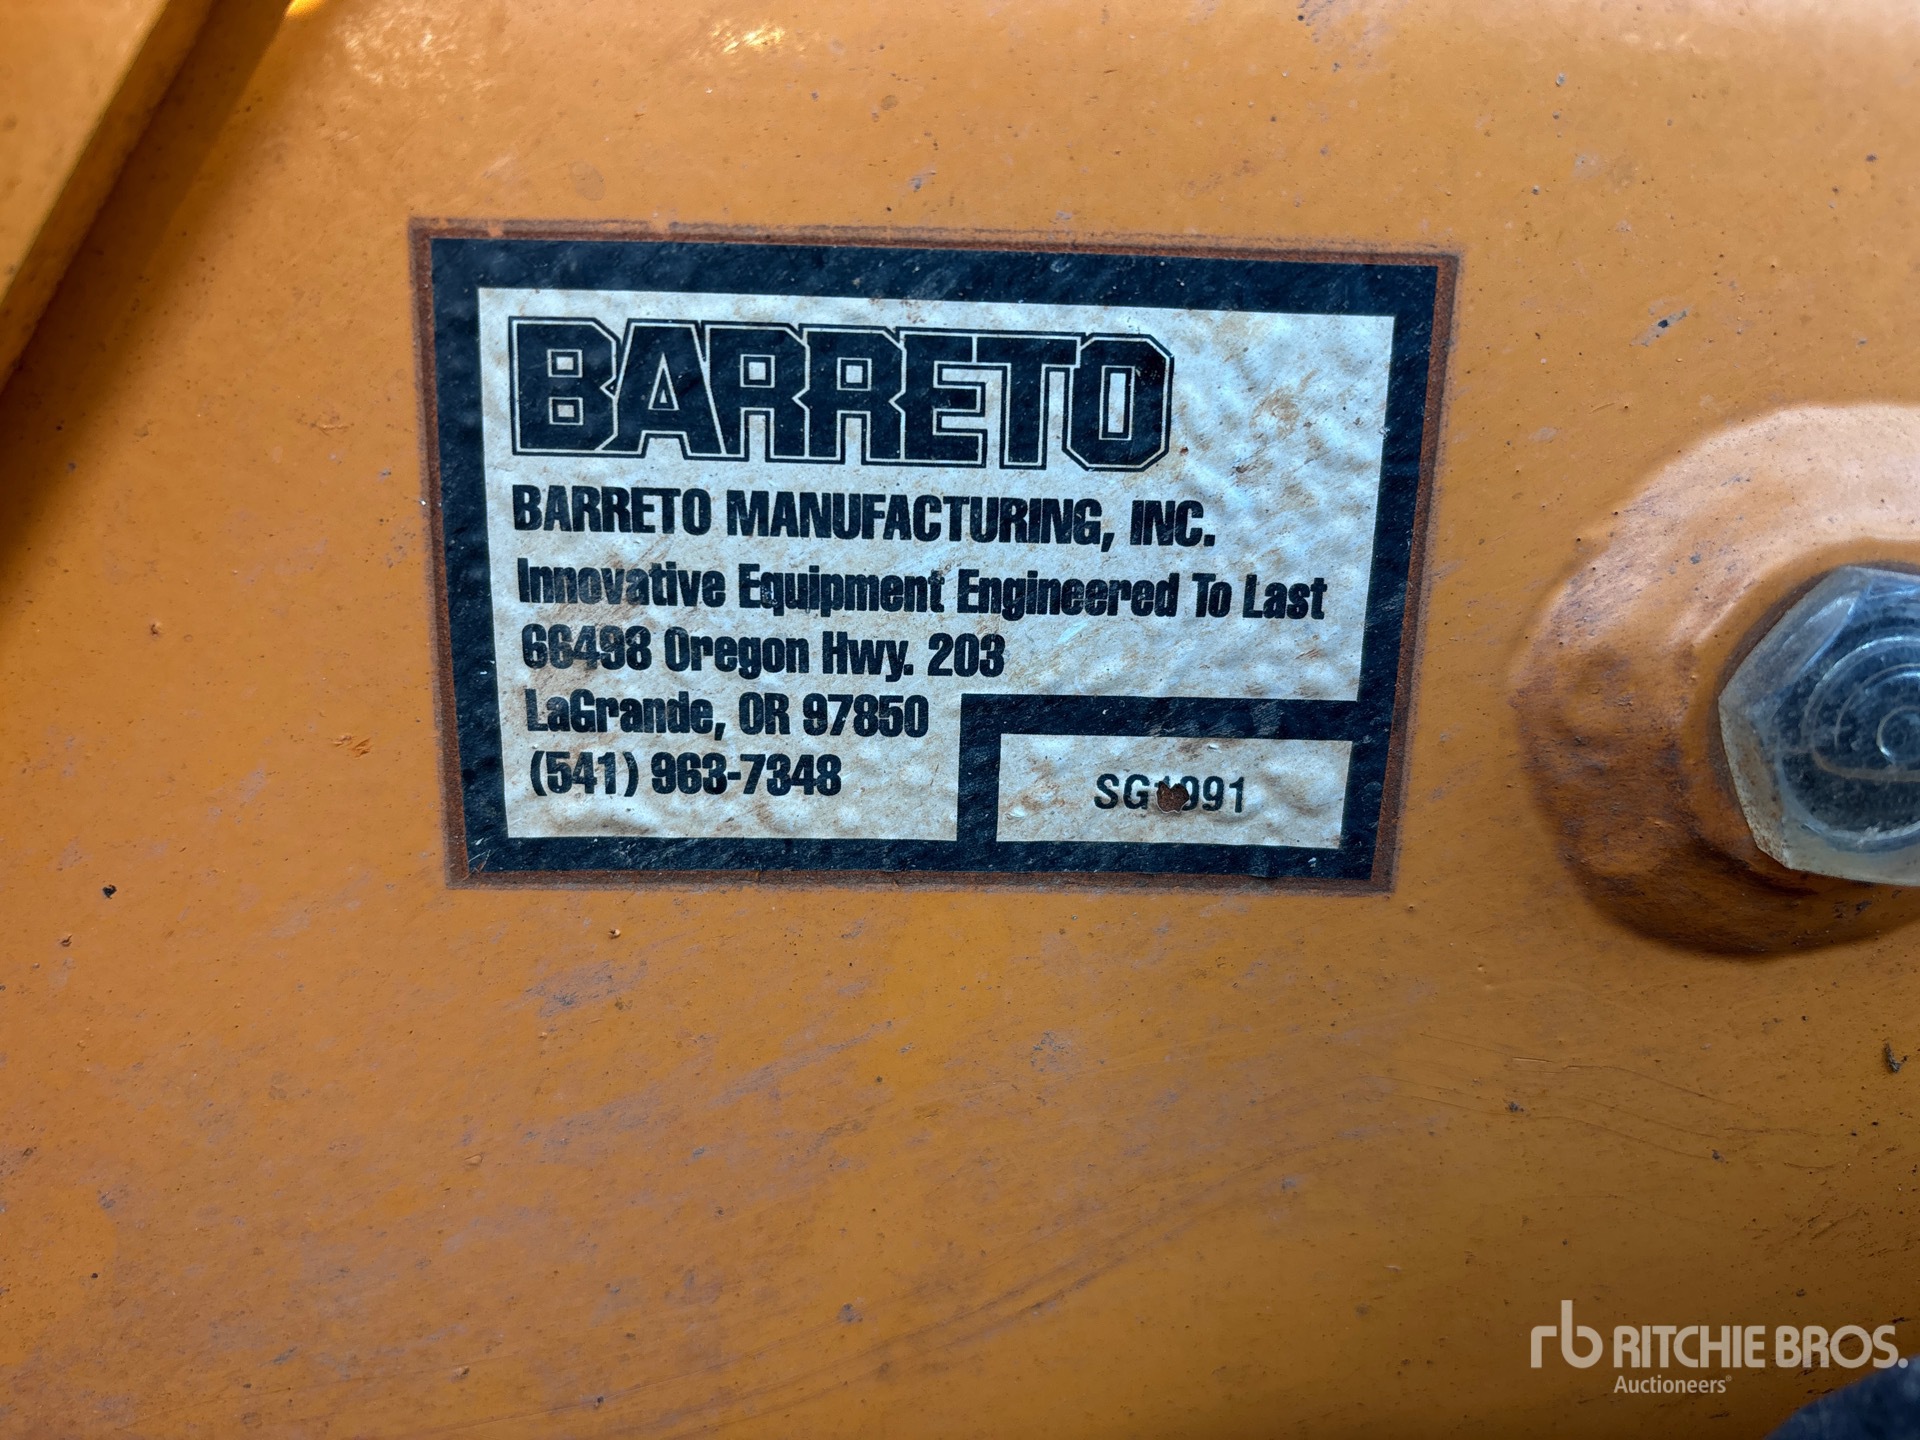 BARRETO
BARRETO MANUFACTURING, INC.
Innovative Equipment Engineered To Last
66498 Oregon Hwy. 203
LaGrande, OR 97850
(541) 963-7348
rb RITCHIE BROS.
Auctioneers